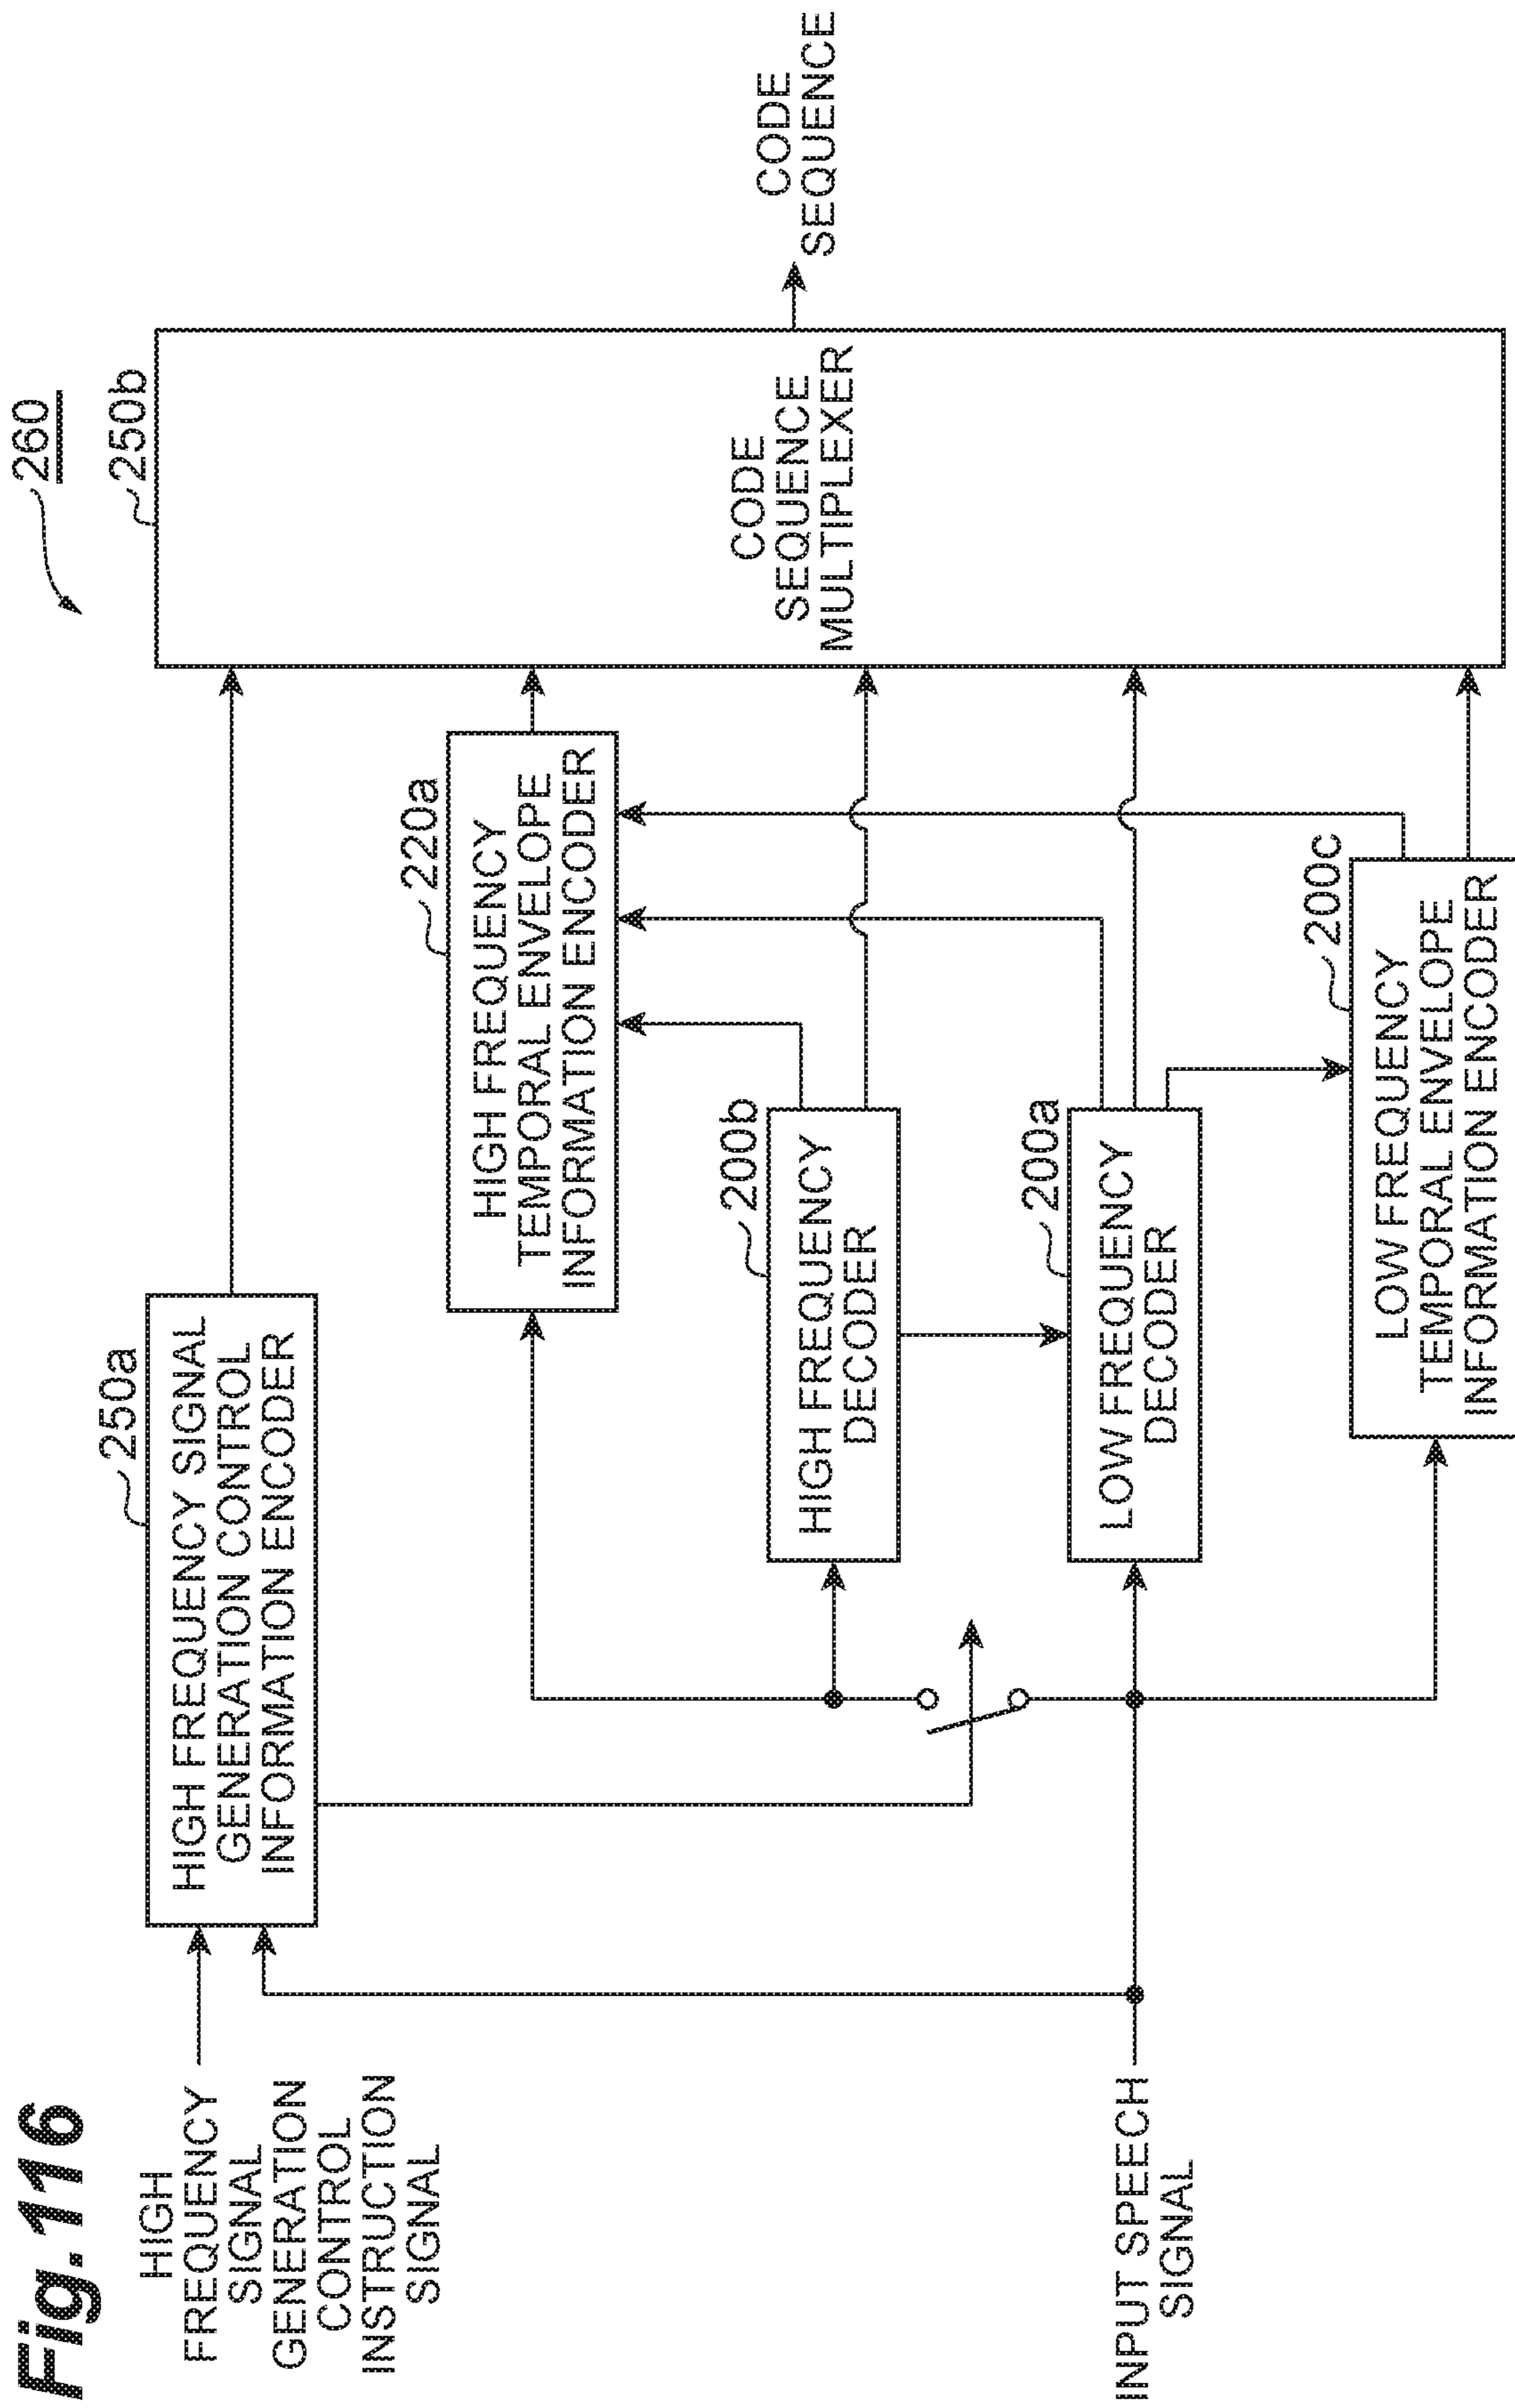 Fig.116
260
HIGH
FREQUENCY
SIGNAL
GENERATION
CONTROL
INSTRUCTION
SIGNAL
250a
HIGH FREQUENCY SIGNAL
GENERATION CONTROL
INFORMATION ENCODER
250b
CODE
SEQUENCE
MULTIPLEXER
CODE
SEQUENCE
220a
HIGH FREQUENCY
TEMPORAL ENVELOPE
INFORMATION ENCODER
200b
HIGH FREQUENCY
DECODER
200a
LOW FREQUENCY
DECODER
INPUT SPEECH
SIGNAL
200c
LOW FREQUENCY
TEMPORAL ENVELOPE
INFORMATION ENCODER